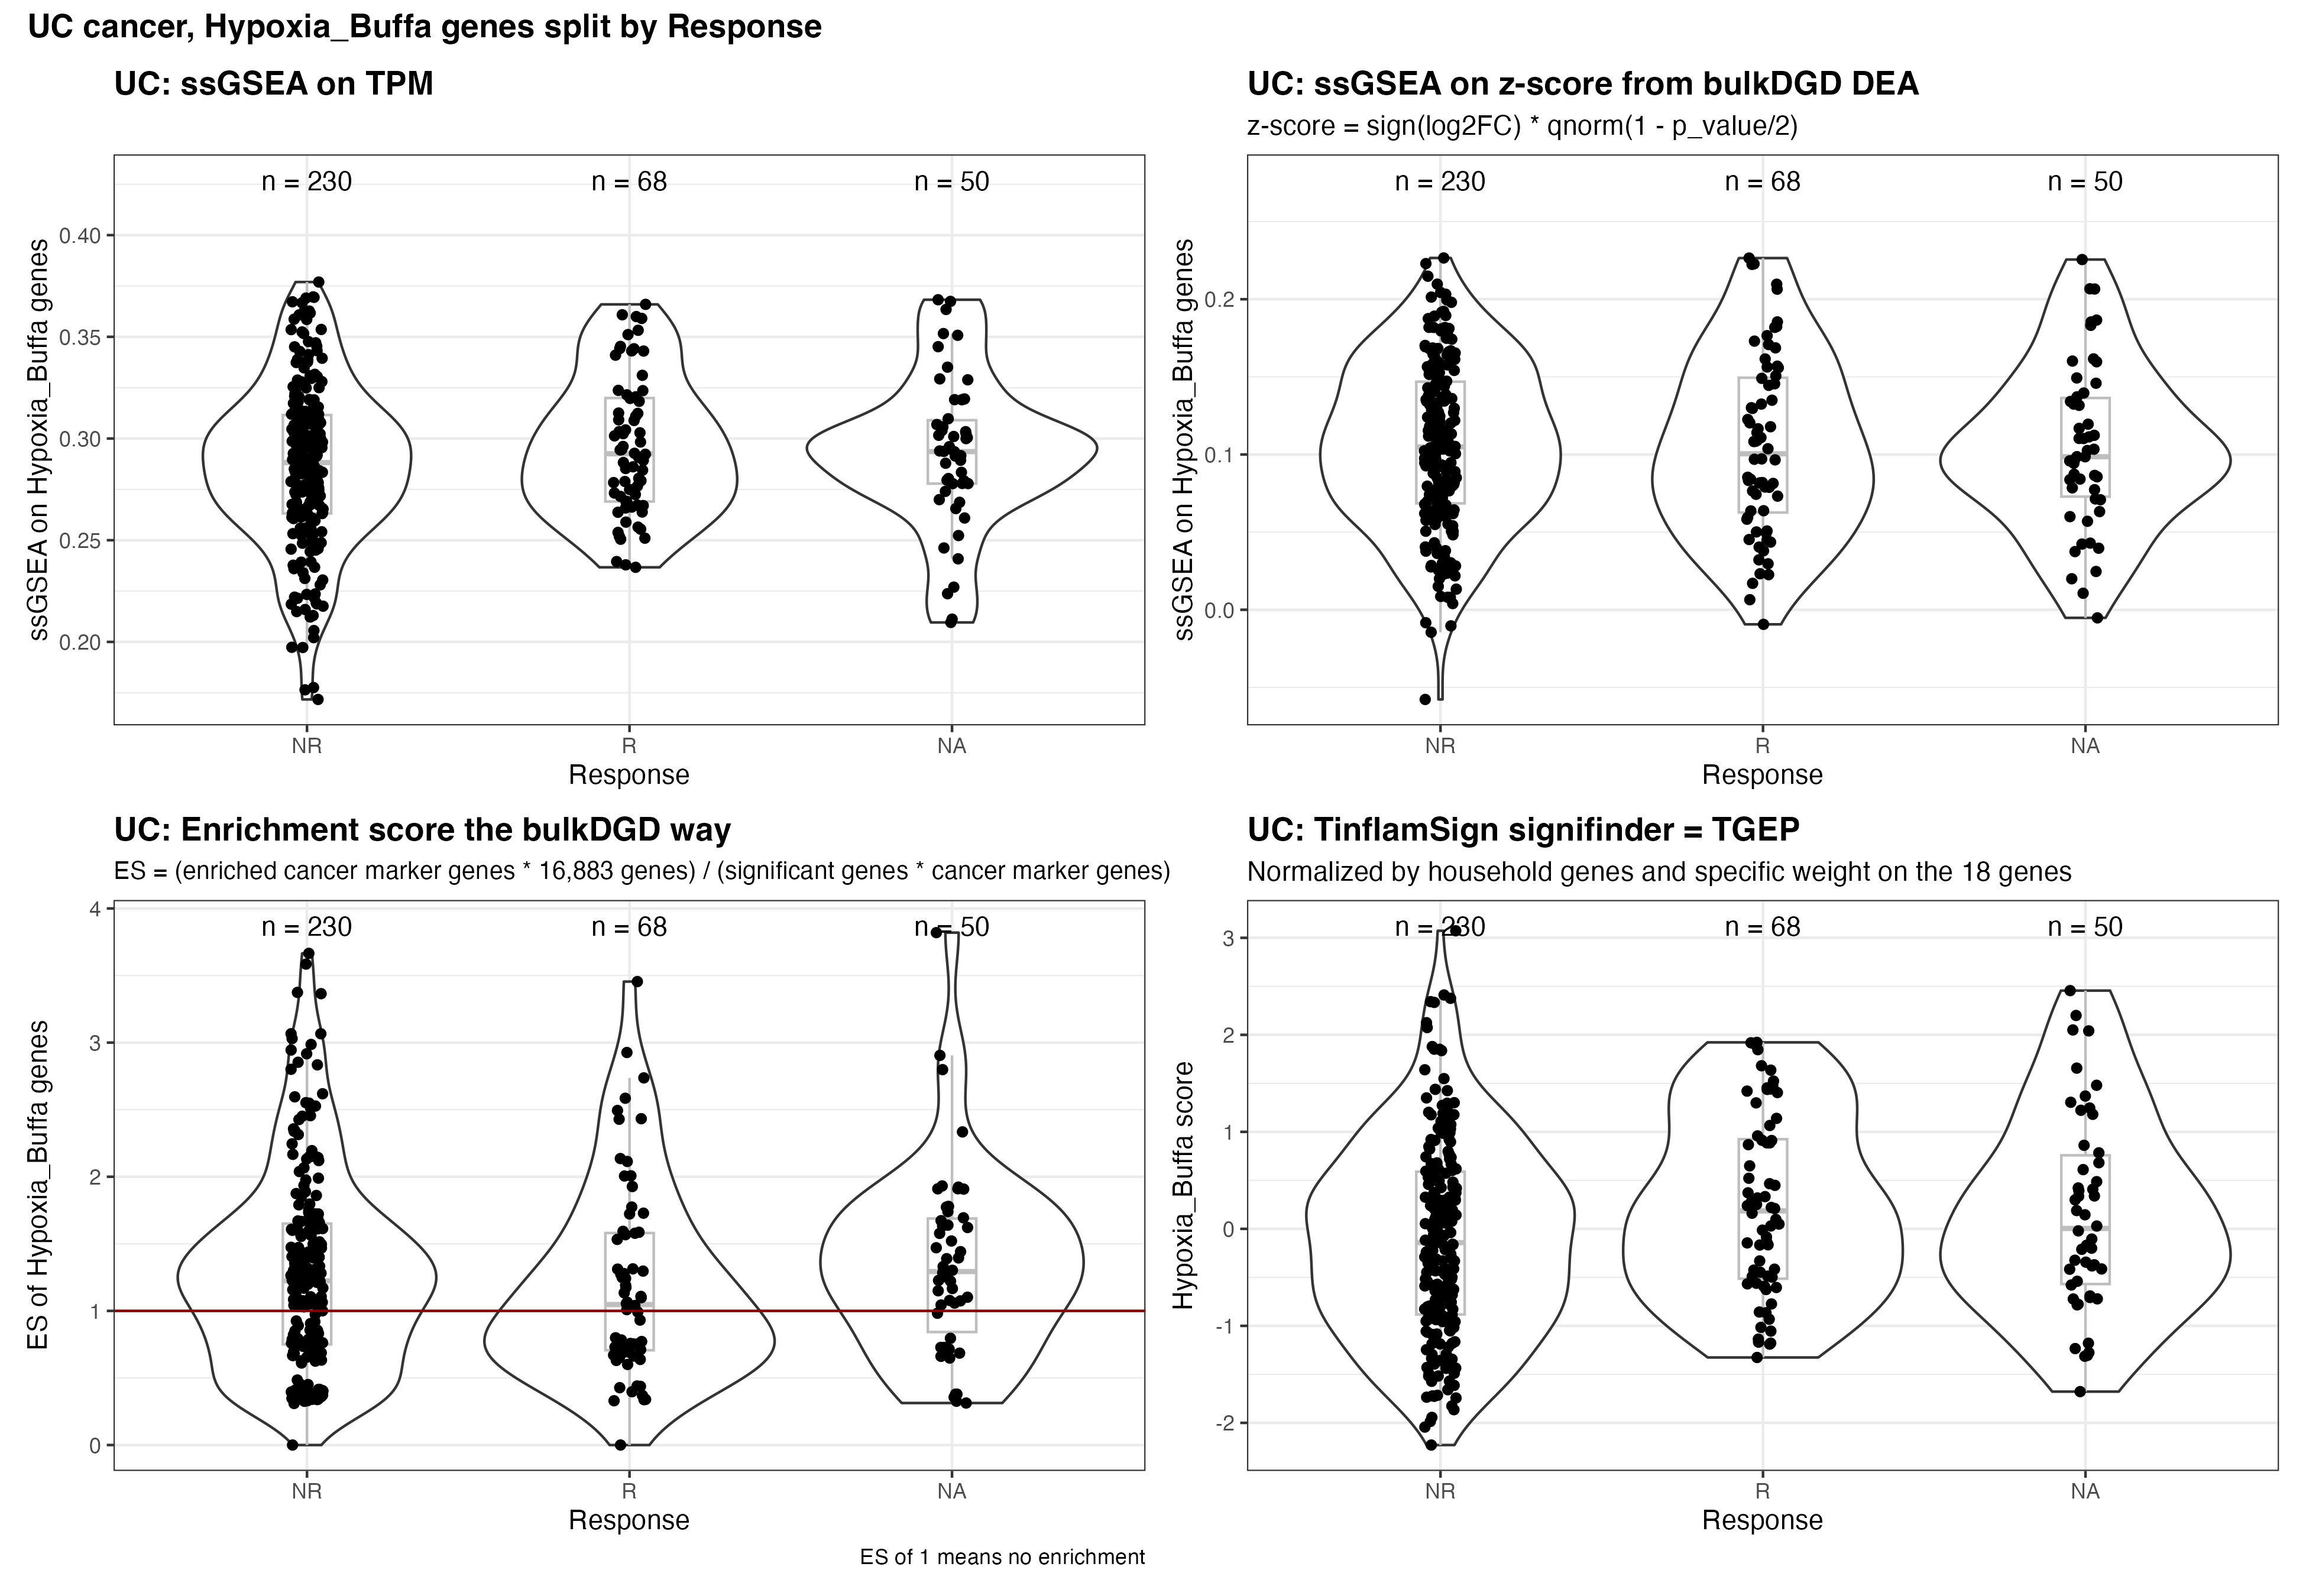 UC cancer, Hypoxia_Buffa genes split by Response
UC: ssGSEA on TPM
n = 230
n = 68
n = 50
ssGSEA on Hypoxia_Buffa genes
0.40
0.35
0.30
0.25
0.20
NR
R
NA
Response
UC: ssGSEA on z-score from bulkDGD DEA
z-score = sign(log2FC) * qnorm(1 - p_value/2)
n = 230
n = 68
n = 50
ssGSEA on Hypoxia_Buffa genes
0.2
0.1
0.0
NR
R
NA
Response
UC: Enrichment score the bulkDGD way
ES = (enriched cancer marker genes * 16,883 genes) / (significant genes * cancer marker genes)
n = 230
n = 68
n = 50
ES of Hypoxia_Buffa genes
4
3
2
1
0
NR
R
NA
Response
ES of 1 means no enrichment
UC: TinflamSign signifinder = TGEP
Normalized by household genes and specific weight on the 18 genes
n = 230
n = 68
n = 50
Hypoxia_Buffa score
3
2
1
0
-1
-2
NR
R
NA
Response